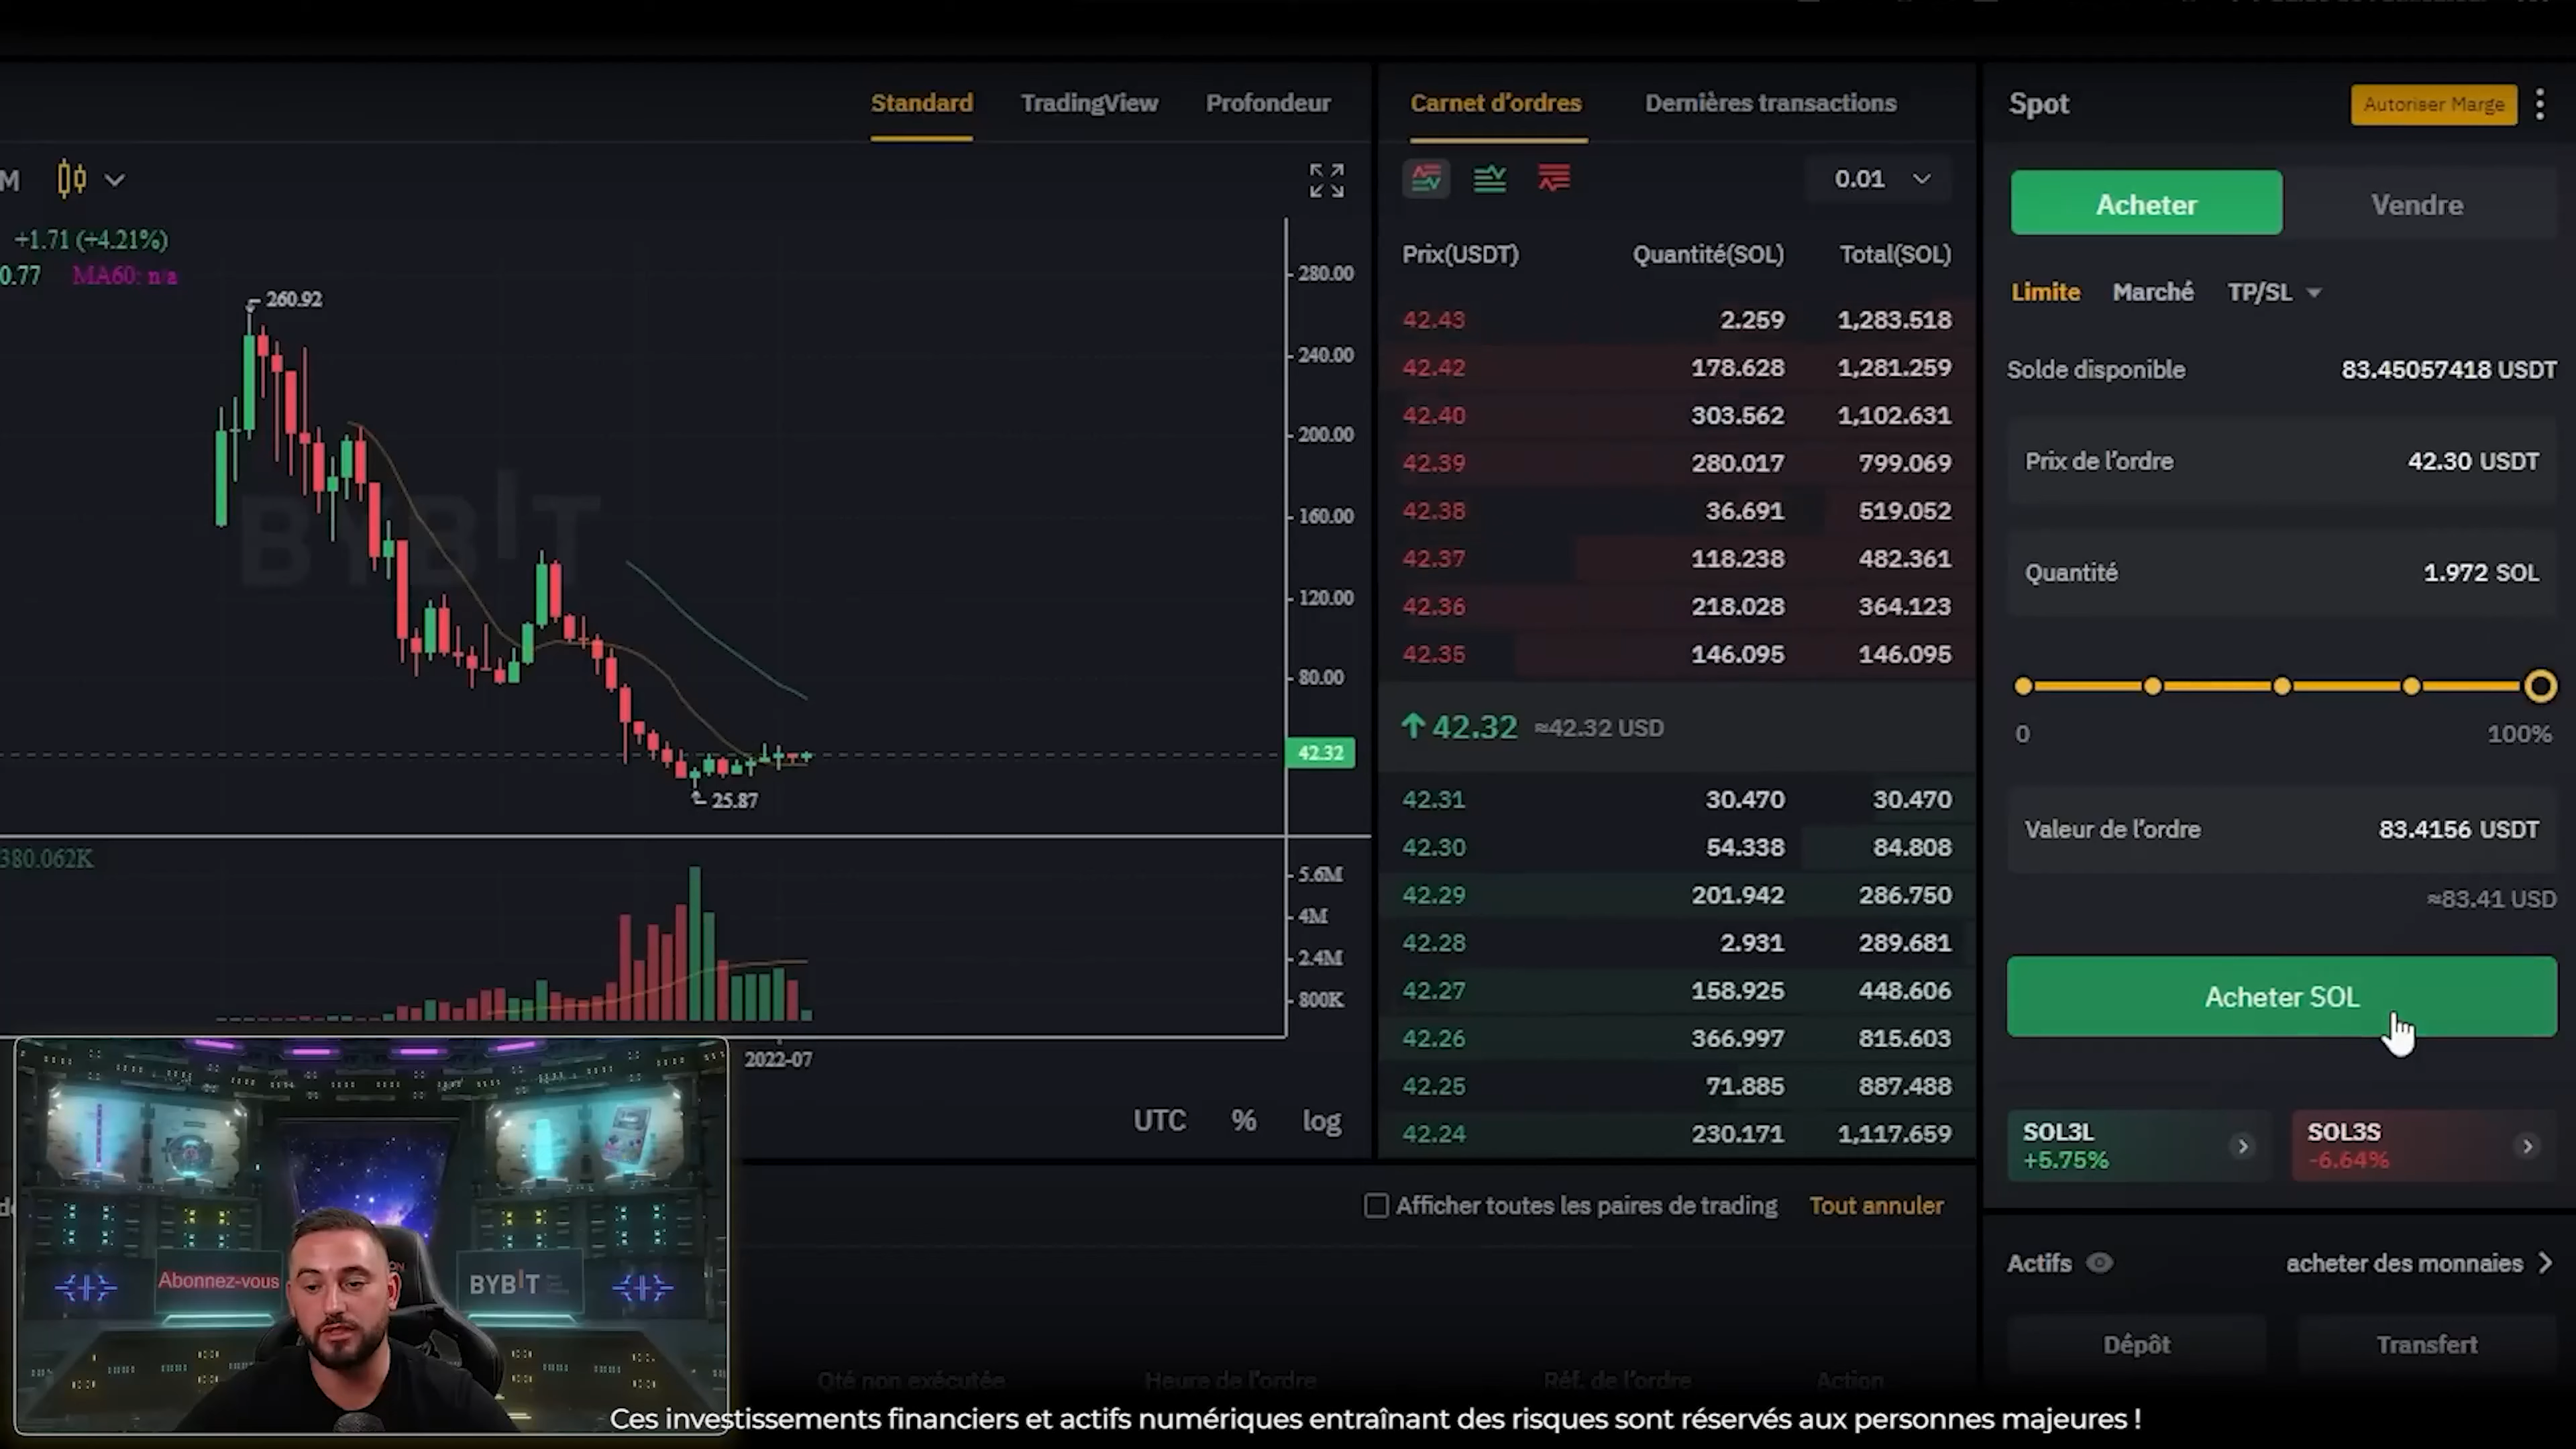 Standard TradingView Profondeur
M
+1.71 (+4.21%)
0.77 MA60: n/a
260.92
280.00
240.00
200.00
160.00
120.00
80.00
42.32
25.87
BYBIT
380.062K
5.6M
4M
2.4M
800K
2022-07
UTC % log
Carnet d'ordres Dernières transactions
0.01
Prix(USDT) Quantité(SOL) Total(SOL)
42.43 2.259 1,283.518
42.42 178.628 1,281.259
42.40 303.562 1,102.631
42.39 280.017 799.069
42.38 36.691 519.052
42.37 118.238 482.361
42.36 218.028 364.123
42.35 146.095 146.095
42.32 ≈42.32 USD
42.31 30.470 30.470
42.30 54.338 84.808
42.29 201.942 286.750
42.28 2.931 289.681
42.27 158.925 448.606
42.26 366.997 815.603
42.25 71.885 887.488
42.24 230.171 1,117.659
Spot Autoriser Marge
Acheter Vendre
Limite Marché TP/SL
Solde disponible 83.45057418 USDT
Prix de l'ordre 42.30 USDT
Quantité 1.972 SOL
0 100%
Valeur de l'ordre 83.4156 USDT
≈83.41 USD
Acheter SOL
SOL3L SOL3S
+5.75% -6.64%
Afficher toutes les paires de trading Tout annuler
Actifs acheter des monnaies
Dépôt Transfert
Qté non exécutée Heure de l'ordre Réf. de l'ordre Action
Abonnez-vous BYBIT
Ces investissements financiers et actifs numériques entraînant des risques sont réservés aux personnes majeures !